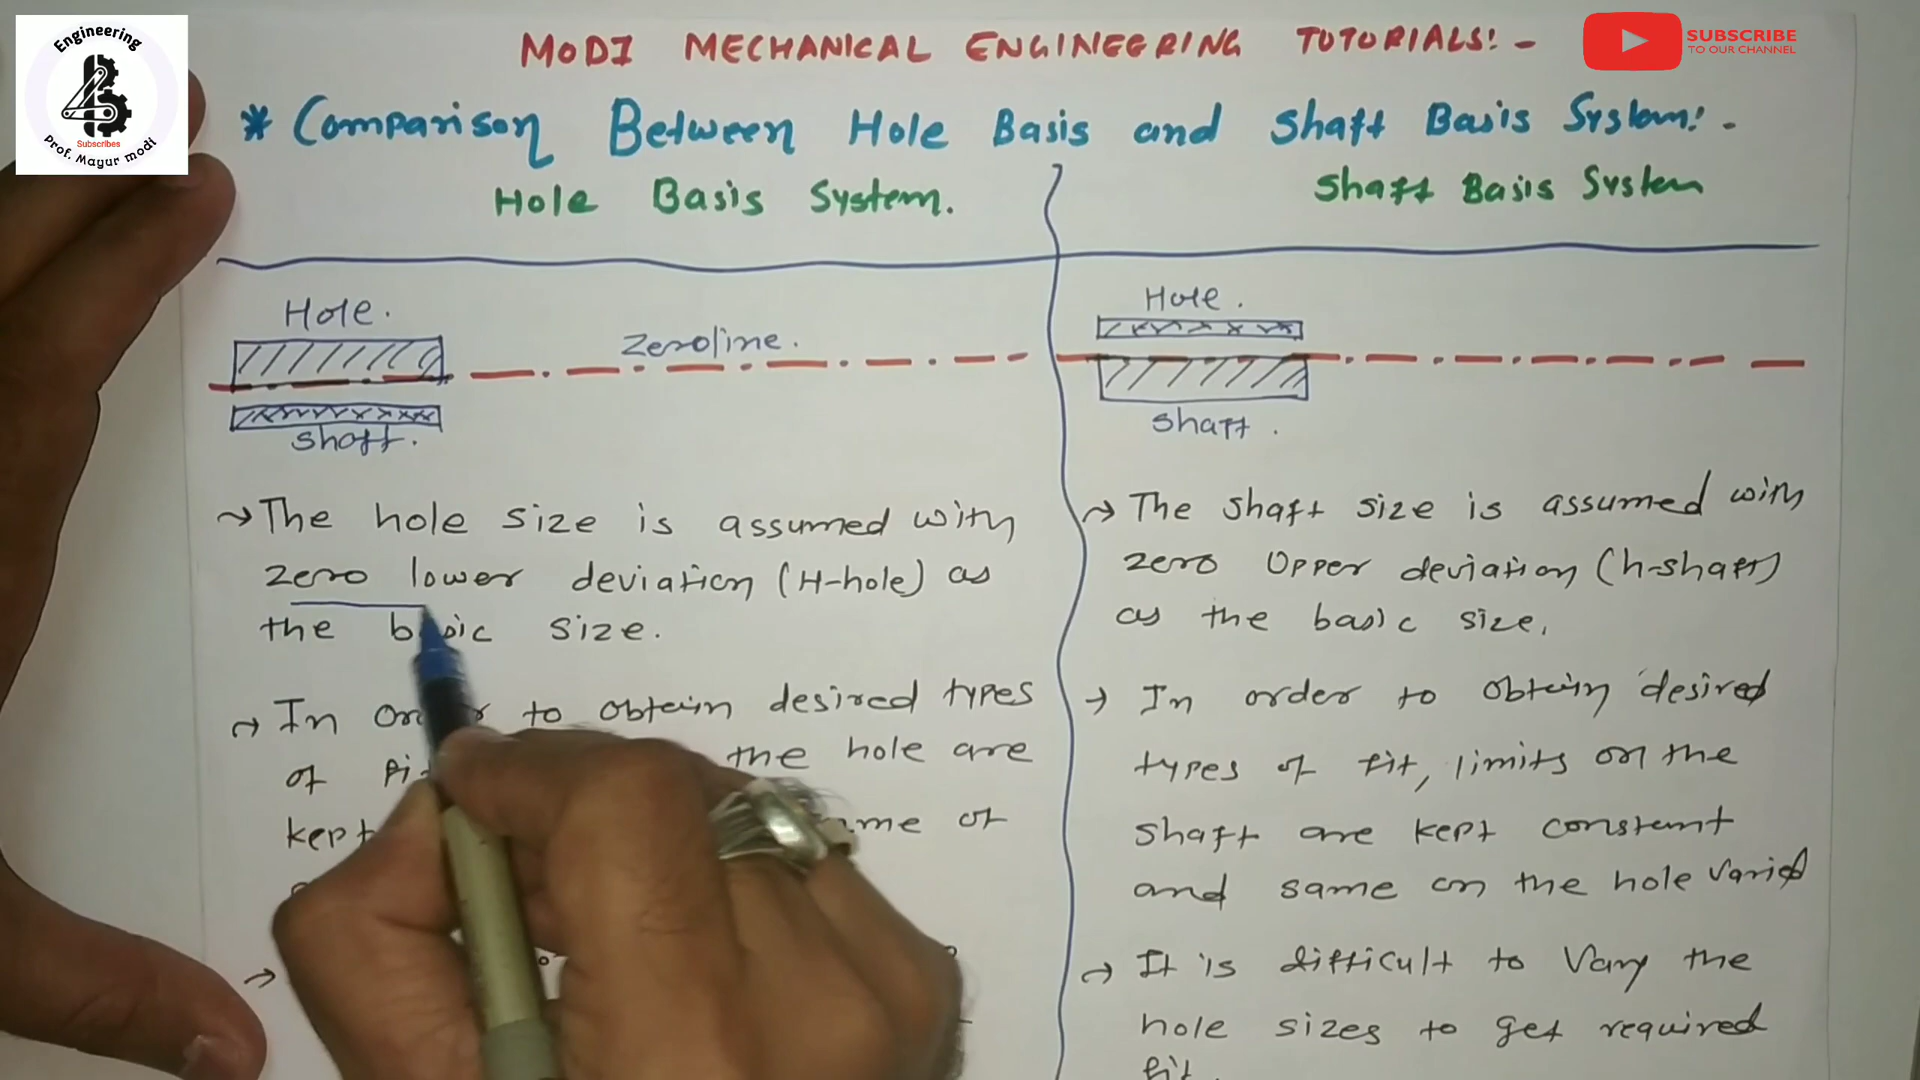 Engineering
Subscribes
Prof. Mayur modi
SUBSCRIBE
TO OUR CHANNEL
MODI MECHANICAL ENGINEERING TUTORIALS:-
* Comparison Between Hole Basis and Shaft Basis System:-
Hole Basis System.
Hole.
Zeroline.
Shaft.
→ The hole size is assumed with
zero lower deviation (H-hole) as
the basic size.
→ In order to obtain desired types
of the hole are
kept of
→
Shaft Basis System
Hole.
Shaft.
→ The shaft size is assumed with
zero Upper deviation (h-shaft)
as the basic size.
→ In order to obtain desired
types of fit, limits on the
shaft are kept constant
and same on the hole varied
→ It is difficult to Vary the
hole sizes to get required
fit.